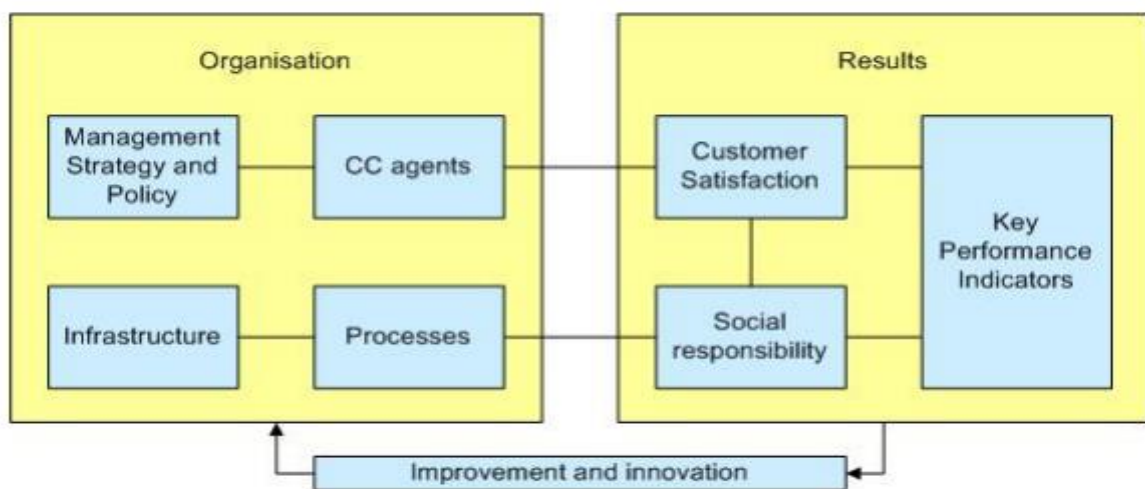 Organisation
Results
Management
Strategy and
Policy
CC agents
Customer
Satisfaction
Key
Performance
Indicators
Infrastructure
Processes
Social
responsibility
Improvement and innovation